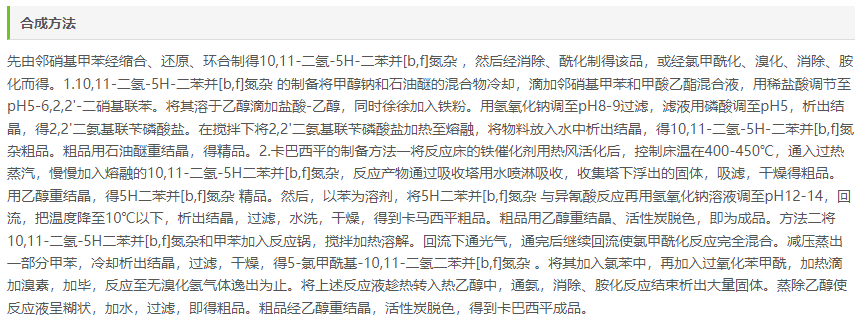 合成方法
先由邻硝基甲苯经缩合、还原、环合制得10,11-二氢-5H-二苯并[b,f]氮杂 ，然后经消除、酰化制得该品，或经氯甲酰化、溴化、消除、胺
化而得。1.10,11-二氢-5H-二苯并[b,f]氮杂 的制备将甲醇钠和石油醚的混合物冷却，滴加邻硝基甲苯和甲酸乙酯混合液，用稀盐酸调节至
pH5-6,2,2'-二硝基联苯。将其溶于乙醇滴加盐酸-乙醇，同时徐徐加入铁粉。用氢氧化钠调至pH8-9过滤，滤液用磷酸调至pH5，析出结
晶，得2,2'二氨基联苄磷酸盐。在搅拌下将2,2'二氨基联苄磷酸盐加热至熔融，将物料放入水中析出结晶，得10,11-二氢-5H-二苯并[b,f]氮
杂粗品。粗品用石油醚重结晶，得精品。2.卡巴西平的制备方法一将反应床的铁催化剂用热风活化后，控制床温在400-450℃，通入过热
蒸汽，慢慢加入熔融的10,11-二氢-5H二苯并[b,f]氮杂，反应产物通过吸收塔用水喷淋吸收，收集塔下浮出的固体，吸滤，干燥得粗品。
用乙醇重结晶，得5H二苯并[b,f]氮杂 精品。然后，以苯为溶剂，将5H二苯并[b,f]氮杂 与异氰酸反应再用氢氧化钠溶液调至pH12-14，回
流，把温度降至10℃以下，析出结晶，过滤，水洗，干燥，得到卡马西平粗品。粗品用乙醇重结晶、活性炭脱色，即为成品。方法二将
10,11-二氢-5H二苯并[b,f]氮杂和甲苯加入反应锅，搅拌加热溶解。回流下通光气，通完后继续回流使氯甲酰化反应完全混合。减压蒸出
一部分甲苯，冷却析出结晶，过滤，干燥，得5-氯甲酰基-10,11-二氢二苯并[b,f]氮杂 。将其加入氯苯中，再加入过氧化苯甲酰，加热滴
加溴素，加毕，反应至无溴化氢气体逸出为止。将上述反应液趁热转入热乙醇中，通氨，消除、胺化反应结束析出大量固体。蒸除乙醇使
反应液呈糊状，加水，过滤，即得粗品。粗品经乙醇重结晶，活性炭脱色，得到卡巴西平成品。